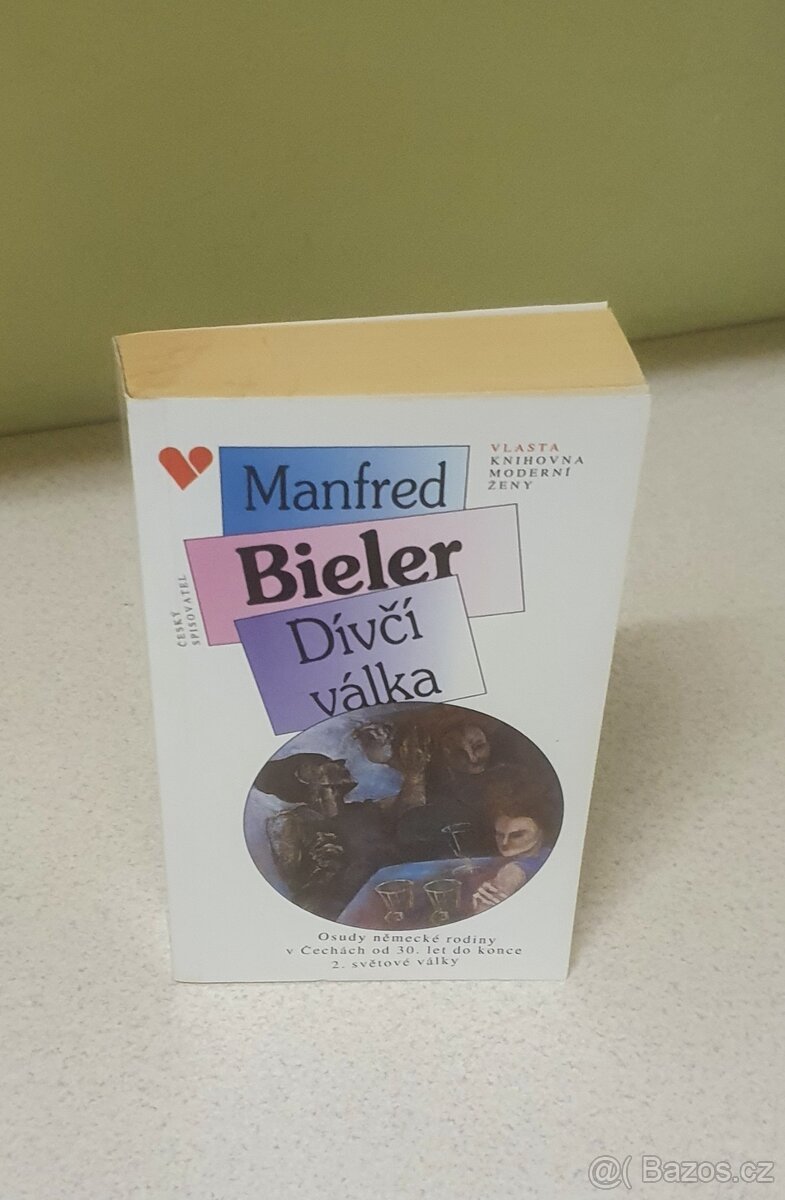 VLASTA
KNIHOVNA
MODERNÍ
ŽENY
Manfred
Bieler
Dívčí
válka
ČESKÝ
SPISOVATEL
Osudy německé rodiny
v Čechách od 30. let do konce
2. světové války
@( Bazos.cz